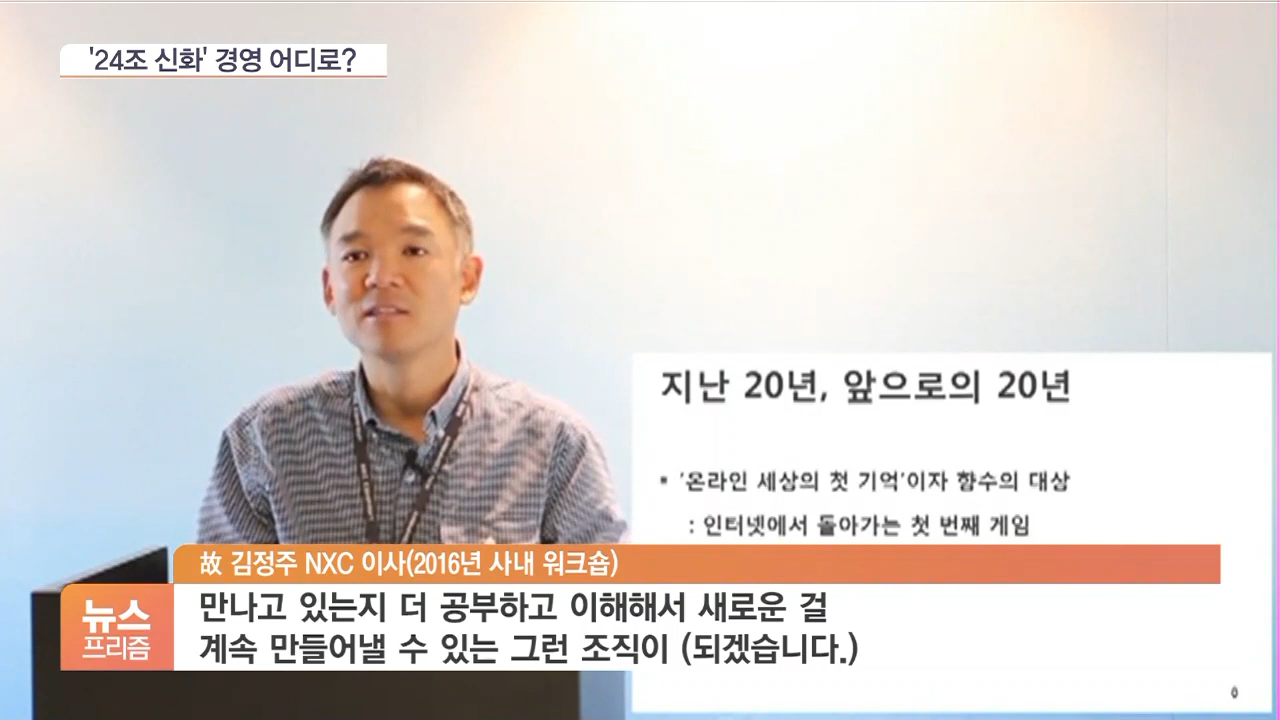 '24조 신화' 경영 어디로?
지난 20년, 앞으로의 20년
▪ '온라인 세상의 첫 기억'이자 향수의 대상
: 인터넷에서 돌아가는 첫 번째 게임
故 김정주 NXC 이사(2016년 사내 워크숍)
뉴스
프리즘
만나고 있는지 더 공부하고 이해해서 새로운 걸
계속 만들어낼 수 있는 그런 조직이 (되겠습니다.)